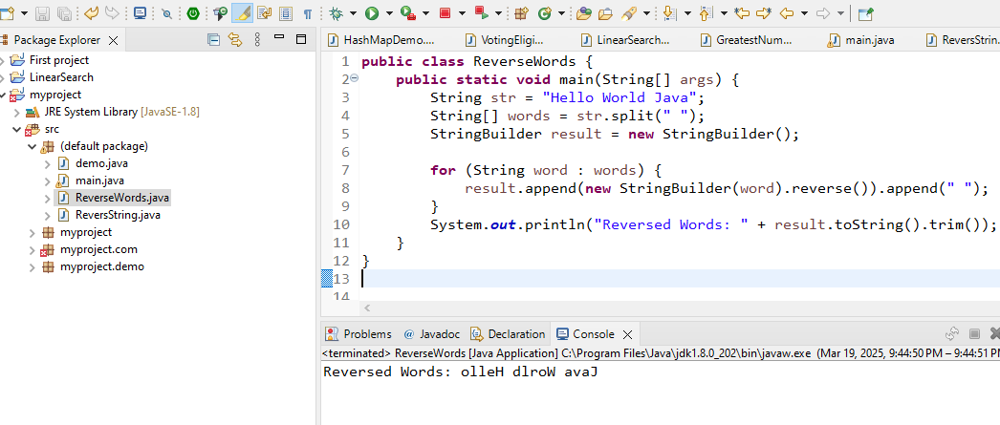 Package Explorer
First project
LinearSearch
myproject
JRE System Library [JavaSE-1.8]
src
(default package)
demo.java
main.java
ReverseWords.java
ReversString.java
myproject
myproject.com
myproject.demo
HashMapDemo....
VotingEligi...
LinearSearch...
GreatestNum...
main.java
ReversStrin...
1 public class ReverseWords {
2 public static void main(String[] args) {
3 String str = "Hello World Java";
4 String[] words = str.split(" ");
5 StringBuilder result = new StringBuilder();
6
7 for (String word : words) {
8 result.append(new StringBuilder(word).reverse()).append(" ");
9 }
10 System.out.println("Reversed Words: " + result.toString().trim());
11 }
12 }
13
14
Problems
@ Javadoc
Declaration
Console
<terminated> ReverseWords [Java Application] C:\Program Files\Java\jdk1.8.0_202\bin\javaw.exe (Mar 19, 2025, 9:44:50 PM – 9:44:51 PM
Reversed Words: olleH dlroW avaJ